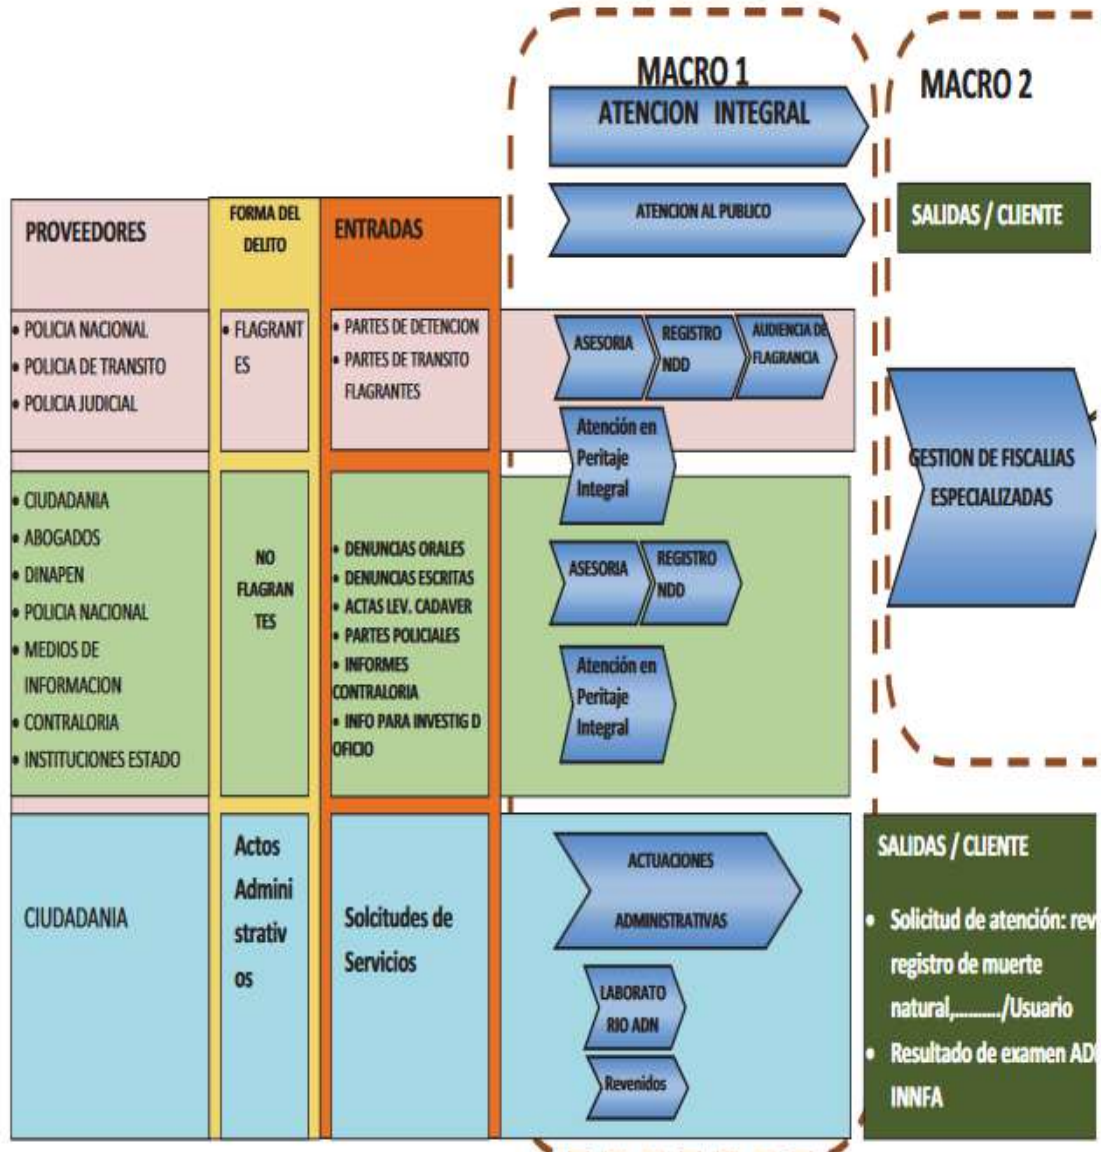 MACRO 1
ATENCION INTEGRAL
MACRO 2
ATENCION AL PUBLICO
SALIDAS / CLIENTE
PROVEEDORES
FORMA DEL
DELITO
ENTRADAS
• POLICIA NACIONAL
• POLICIA DE TRANSITO
• POLICIA JUDICIAL
• FLAGRANT
ES
• PARTES DE DETENCION
• PARTES DE TRANSITO
FLAGRANTES
ASESORIA
REGISTRO
NDD
AUDIENCIA DE
FLAGRANCIA
Atención en
Peritaje
Integral
GESTION DE FISCALIAS
ESPECIALIZADAS
• CIUDADANIA
• ABOGADOS
• DINAPEN
• POLICIA NACIONAL
• MEDIOS DE
INFORMACION
• CONTRALORIA
• INSTITUCIONES ESTADO
NO
FLAGRAN
TES
• DENUNCIAS ORALES
• DENUNCIAS ESCRITAS
• ACTAS LEV. CADAVER
• PARTES POLICIALES
• INFORMES
CONTRALORIA
• INFO PARA INVESTIG D
OFICIO
ASESORIA
REGISTRO
NDD
Atención en
Peritaje
Integral
CIUDADANIA
Actos
Admini
strativ
os
Solcitudes de
Servicios
ACTUACIONES
ADMINISTRATIVAS
LABORATO
RIO ADN
Revenidos
SALIDAS / CLIENTE
• Solicitud de atención: rev
registro de muerte
natural,........../Usuario
• Resultado de examen AD
INNFA